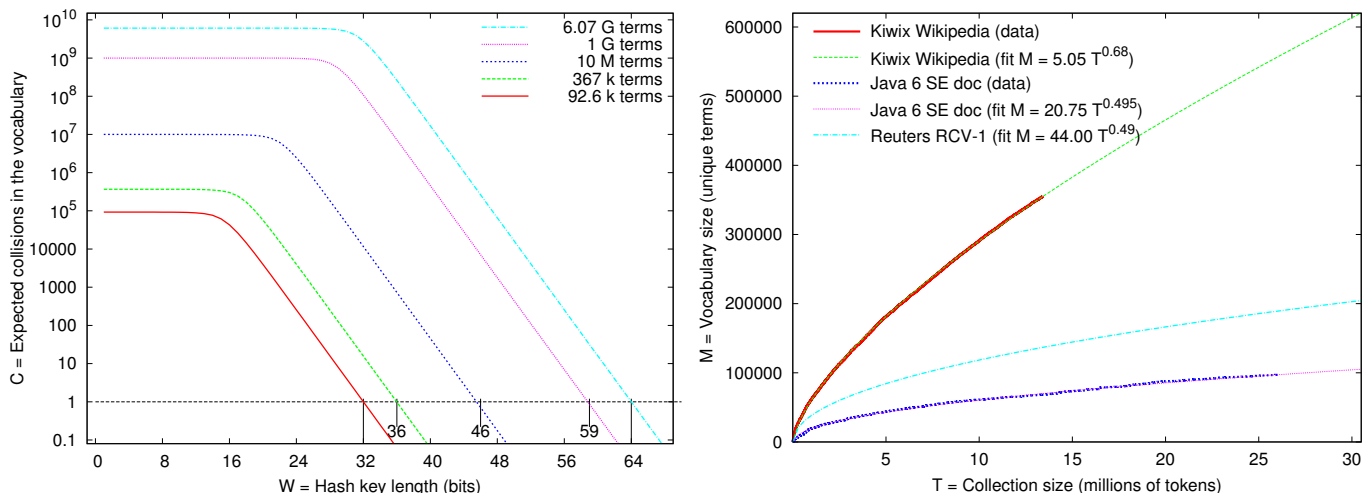 C = Expected collisions in the vocabulary
10^10
10^9
10^8
10^7
10^6
10^5
10000
1000
100
10
1
0.1
6.07 G terms
1 G terms
10 M terms
367 k terms
92.6 k terms
36
46
59
0
8
16
24
32
40
48
56
64
W = Hash key length (bits)
M = Vocabulary size (unique terms)
600000
500000
400000
300000
200000
100000
0
Kiwix Wikipedia (data)
Kiwix Wikipedia (fit M = 5.05 T^0.68)
Java 6 SE doc (data)
Java 6 SE doc (fit M = 20.75 T^0.495)
Reuters RCV-1 (fit M = 44.00 T^0.49)
5
10
15
20
25
30
T = Collection size (millions of tokens)